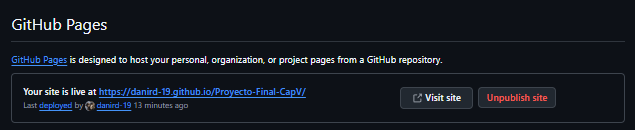 GitHub Pages
GitHub Pages is designed to host your personal, organization, or project pages from a GitHub repository.
Your site is live at https://danird-19.github.io/Proyecto-Final-CapV/
Last deployed by danird-19 13 minutes ago
Visit site
Unpublish site